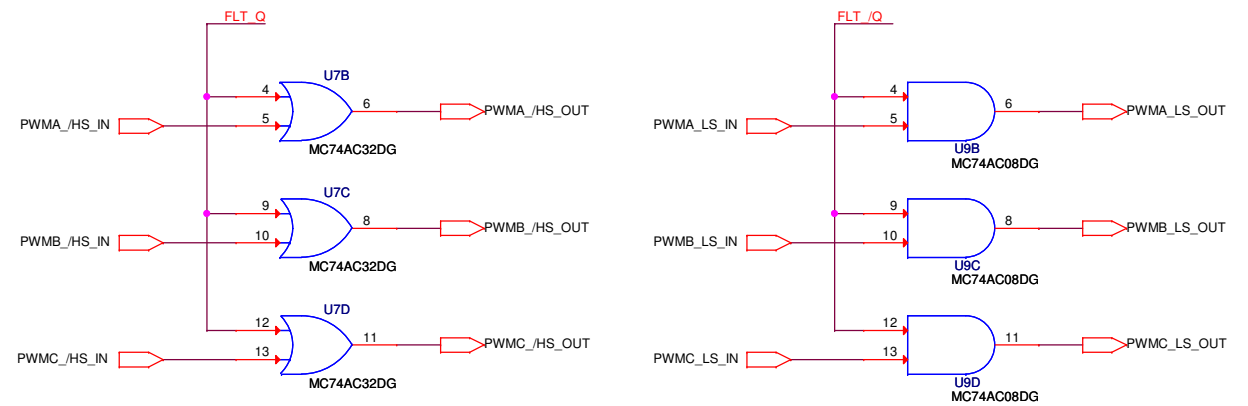 FLT_Q
U7B
4
6
PWMA_/HS_OUT
PWMA_/HS_IN
5
MC74AC32DG
U7C
9
8
PWMB_/HS_OUT
PWMB_/HS_IN
10
MC74AC32DG
U7D
12
11
PWMC_/HS_OUT
PWMC_/HS_IN
13
MC74AC32DG
FLT_/Q
4
6
PWMA_LS_OUT
PWMA_LS_IN
5
U9B
MC74AC08DG
9
8
PWMB_LS_OUT
PWMB_LS_IN
10
U9C
MC74AC08DG
12
11
PWMC_LS_OUT
PWMC_LS_IN
13
U9D
MC74AC08DG